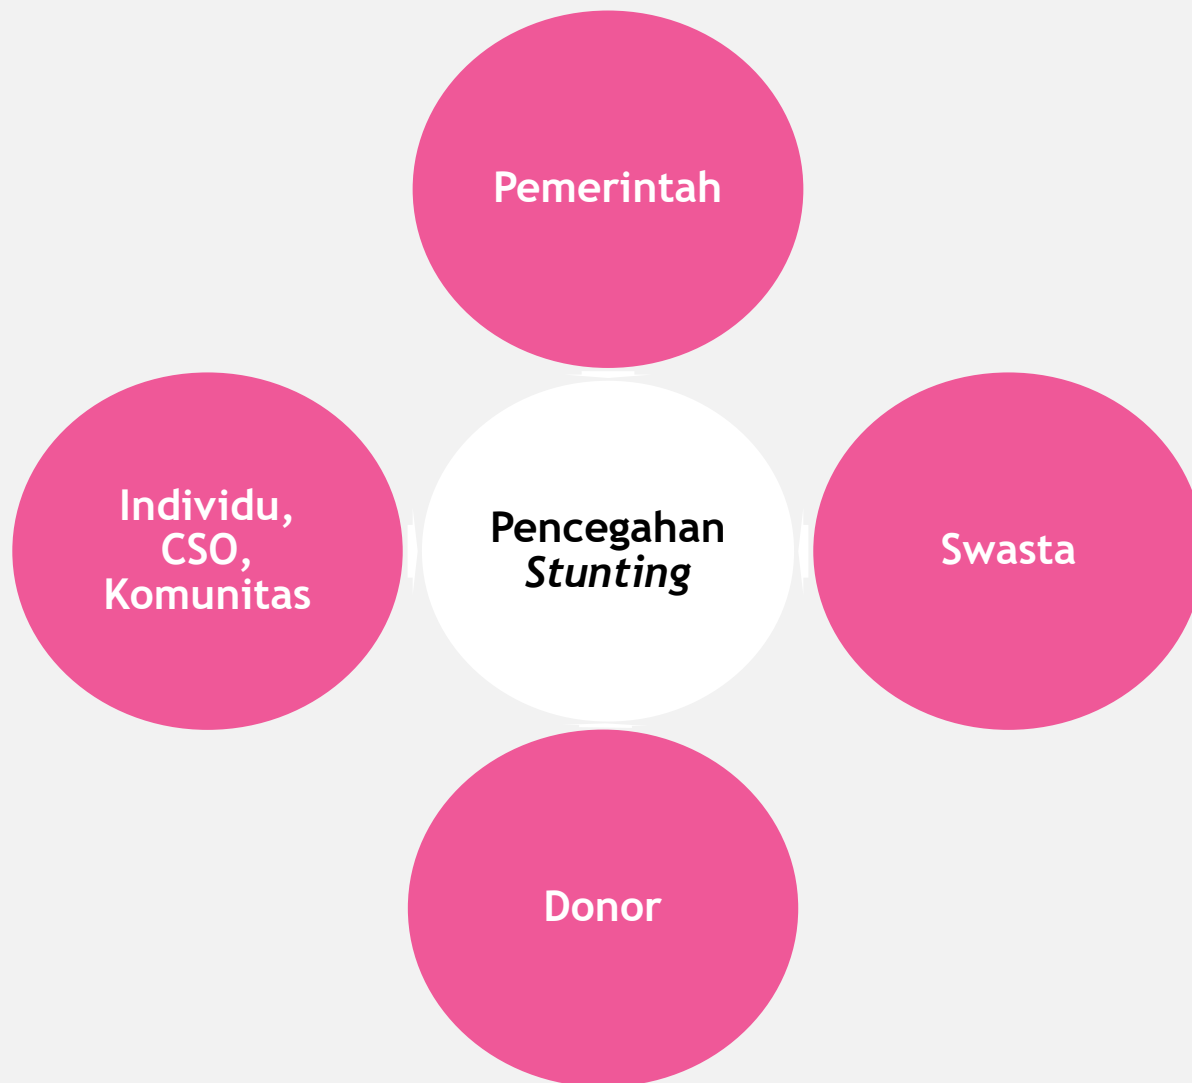 Pemerintah
Individu,
CSO,
Komunitas
Pencegahan
Stunting
Swasta
Donor